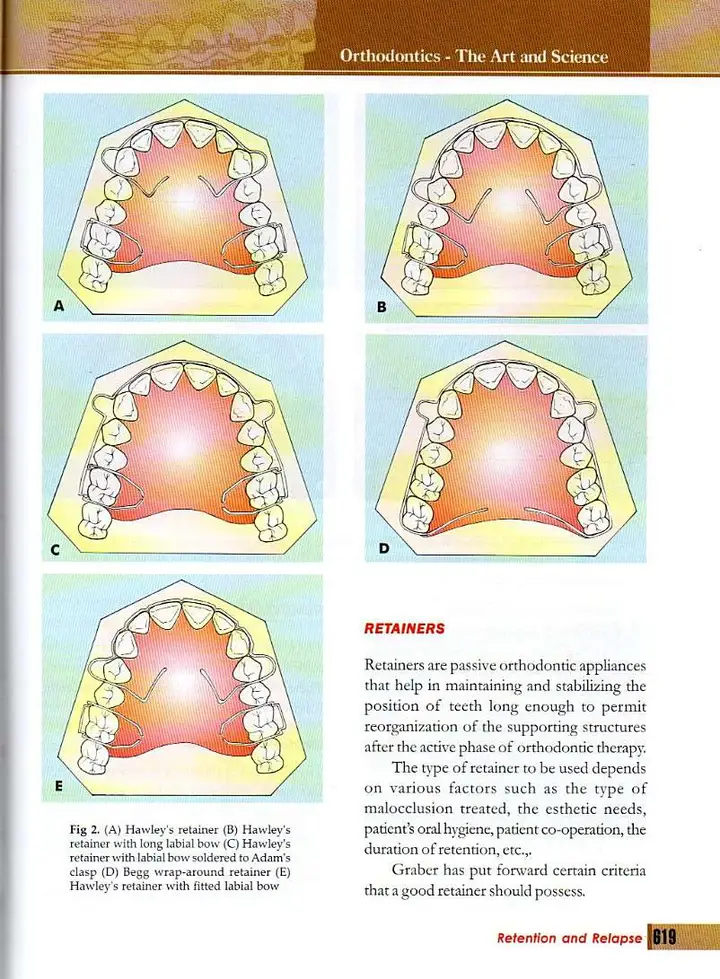 Orthodontics - The Art and Science
A
B
C
D
E
Fig 2. (A) Hawley's retainer (B) Hawley's
retainer with long labial bow (C) Hawley's
retainer with labial bow soldered to Adam's
clasp (D) Begg wrap-around retainer (E)
Hawley's retainer with fitted labial bow
RETAINERS
Retainers are passive orthodontic appliances
that help in maintaining and stabilizing the
position of teeth long enough to permit
reorganization of the supporting structures
after the active phase of orthodontic therapy.
The type of retainer to be used depends
on various factors such as the type of
malocclusion treated, the esthetic needs,
patient's oral hygiene, patient co-operation, the
duration of retention, etc.,.
Graber has put forward certain criteria
that a good retainer should possess.
Retention and Relapse 619